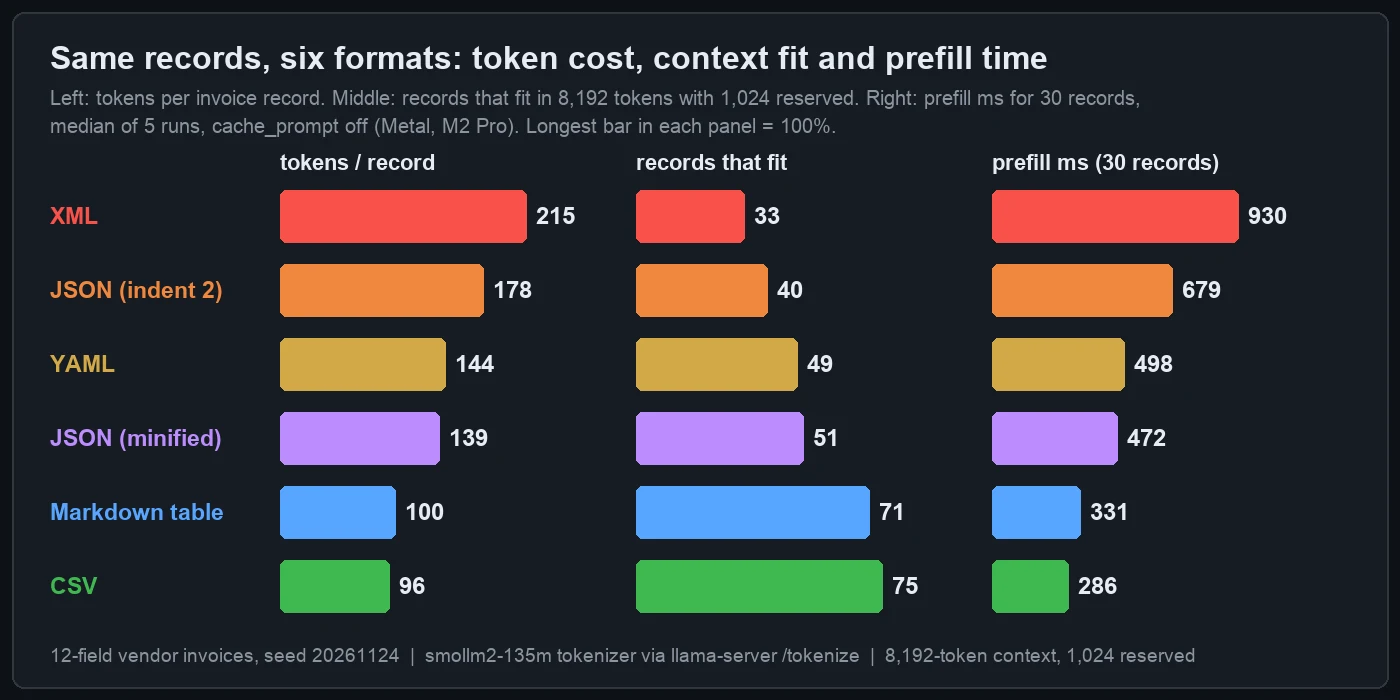 Same records, six formats: token cost, context fit and prefill time
Left: tokens per invoice record. Middle: records that fit in 8,192 tokens with 1,024 reserved. Right: prefill ms for 30 records,
median of 5 runs, cache_prompt off (Metal, M2 Pro). Longest bar in each panel = 100%.
tokens / record records that fit prefill ms (30 records)
XML 215 33 930
JSON (indent 2) 178 40 679
YAML 144 49 498
JSON (minified) 139 51 472
Markdown table 100 71 331
CSV 96 75 286
12-field vendor invoices, seed 20261124 | smollm2-135m tokenizer via llama-server /tokenize | 8,192-token context, 1,024 reserved